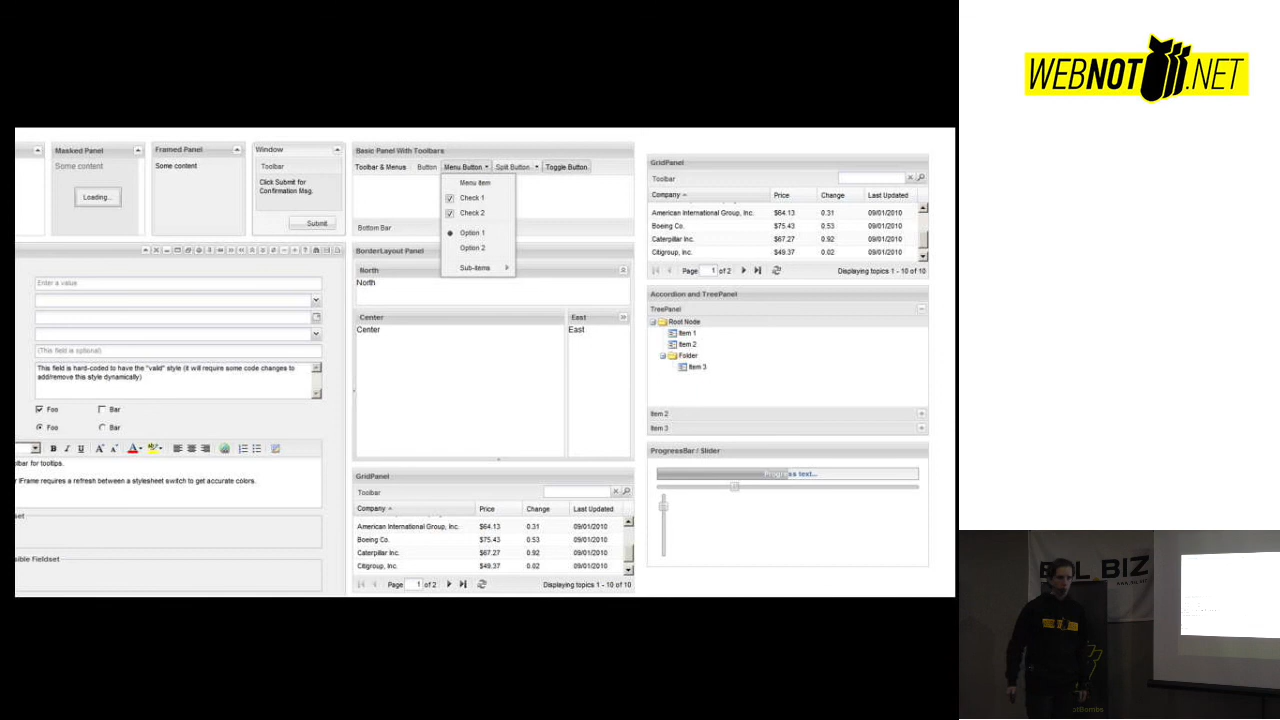 WEBNOT.NET
Masked Panel
Some content
Loading...
Framed Panel
Some content
Window
Toolbar
Click Submit for
Confirmation Msg.
Submit
Enter a value
(This field is optional)
This field is hard-coded to have the "valid" style (it will require some code changes to
add/remove this style dynamically)
Foo Bar
Foo Bar
B I U
lbar for tooltips.
IFrame requires a refresh between a stylesheet switch to get accurate colors.
set
sible Fieldset
Basic Panel With Toolbars
Toolbar & Menus Button Menu Button Split Button Toggle Button
Menu item
Check 1
Check 2
Option 1
Option 2
Sub-items
Bottom Bar
BorderLayout Panel
North
North
Center East
Center East
GridPanel
Toolbar
Company Price Change Last Updated
American International Group, Inc. $64.13 0.31 09/01/2010
Boeing Co. $75.43 0.53 09/01/2010
Caterpillar Inc. $67.27 0.92 09/01/2010
Citigroup, Inc. $49.37 0.02 09/01/2010
Page 1 of 2 Displaying topics 1 - 10 of 10
GridPanel
Toolbar
Company Price Change Last Updated
American International Group, Inc. $64.13 0.31 09/01/2010
Boeing Co. $75.43 0.53 09/01/2010
Caterpillar Inc. $67.27 0.92 09/01/2010
Citigroup, Inc. $49.37 0.02 09/01/2010
Page 1 of 2 Displaying topics 1 - 10 of 10
Accordion and TreePanel
TreePanel
Root Node
Item 1
Item 2
Folder
Item 3
Item 2
Item 3
ProgressBar / Slider
Progress text...
BIZ